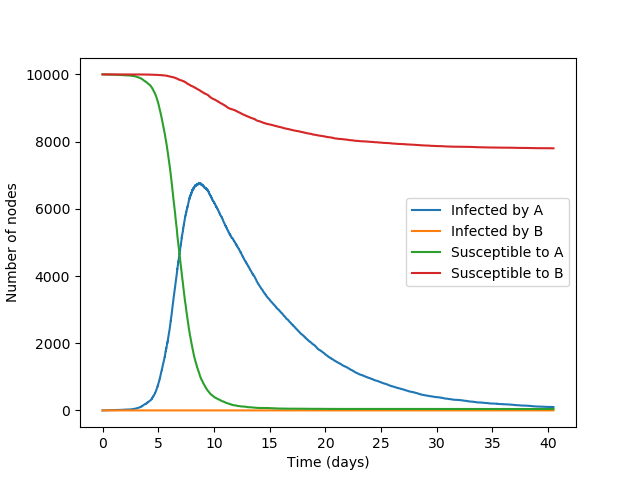 Number of nodes
10000
8000
6000
4000
2000
0
Infected by A
Infected by B
Susceptible to A
Susceptible to B
0 5 10 15 20 25 30 35 40
Time (days)